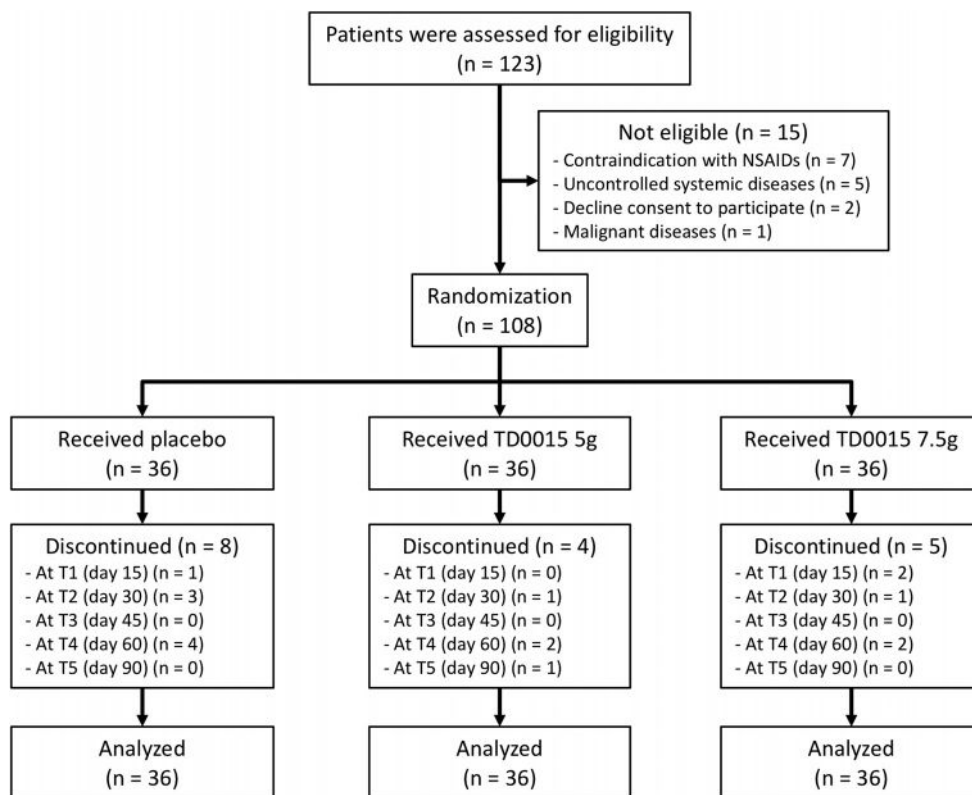 Patients were assessed for eligibility
(n = 123)
Not eligible (n = 15)
- Contraindication with NSAIDs (n = 7)
- Uncontrolled systemic diseases (n = 5)
- Decline consent to participate (n = 2)
- Malignant diseases (n = 1)
Randomization
(n = 108)
Received placebo
(n = 36)
Received TD0015 5g
(n = 36)
Received TD0015 7.5g
(n = 36)
Discontinued (n = 8)
- At T1 (day 15) (n = 1)
- At T2 (day 30) (n = 3)
- At T3 (day 45) (n = 0)
- At T4 (day 60) (n = 4)
- At T5 (day 90) (n = 0)
Discontinued (n = 4)
- At T1 (day 15) (n = 0)
- At T2 (day 30) (n = 1)
- At T3 (day 45) (n = 0)
- At T4 (day 60) (n = 2)
- At T5 (day 90) (n = 1)
Discontinued (n = 5)
- At T1 (day 15) (n = 2)
- At T2 (day 30) (n = 1)
- At T3 (day 45) (n = 0)
- At T4 (day 60) (n = 2)
- At T5 (day 90) (n = 0)
Analyzed
(n = 36)
Analyzed
(n = 36)
Analyzed
(n = 36)